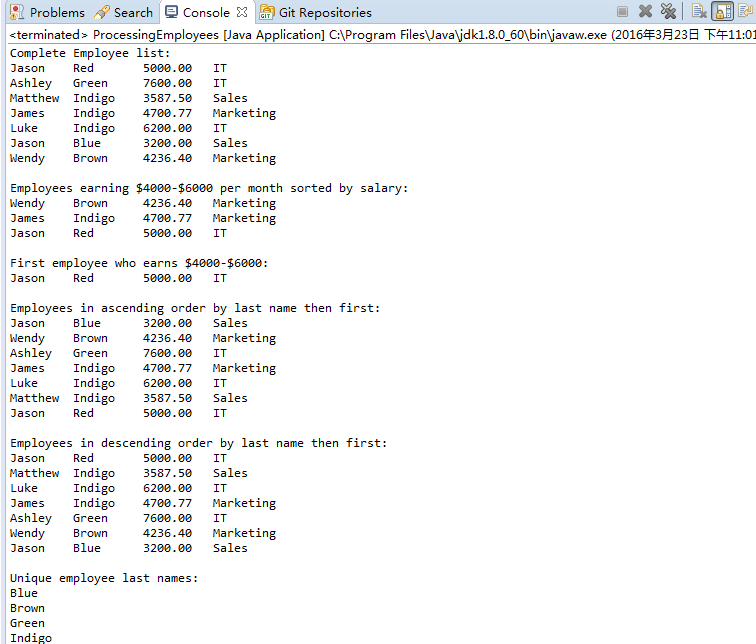 Problems Search Console Git Repositories
<terminated> ProcessingEmployees [Java Application] C:\Program Files\Java\jdk1.8.0_60\bin\javaw.exe (2016年3月23日 下午11:01
Complete Employee list:
Jason    Red       5000.00   IT
Ashley   Green     7600.00   IT
Matthew  Indigo    3587.50   Sales
James    Indigo    4700.77   Marketing
Luke     Indigo    6200.00   IT
Jason    Blue      3200.00   Sales
Wendy    Brown     4236.40   Marketing

Employees earning $4000-$6000 per month sorted by salary:
Wendy    Brown     4236.40   Marketing
James    Indigo    4700.77   Marketing
Jason    Red       5000.00   IT

First employee who earns $4000-$6000:
Jason    Red       5000.00   IT

Employees in ascending order by last name then first:
Jason    Blue      3200.00   Sales
Wendy    Brown     4236.40   Marketing
Ashley   Green     7600.00   IT
James    Indigo    4700.77   Marketing
Luke     Indigo    6200.00   IT
Matthew  Indigo    3587.50   Sales
Jason    Red       5000.00   IT

Employees in descending order by last name then first:
Jason    Red       5000.00   IT
Matthew  Indigo    3587.50   Sales
Luke     Indigo    6200.00   IT
James    Indigo    4700.77   Marketing
Ashley   Green     7600.00   IT
Wendy    Brown     4236.40   Marketing
Jason    Blue      3200.00   Sales

Unique employee last names:
Blue
Brown
Green
Indigo